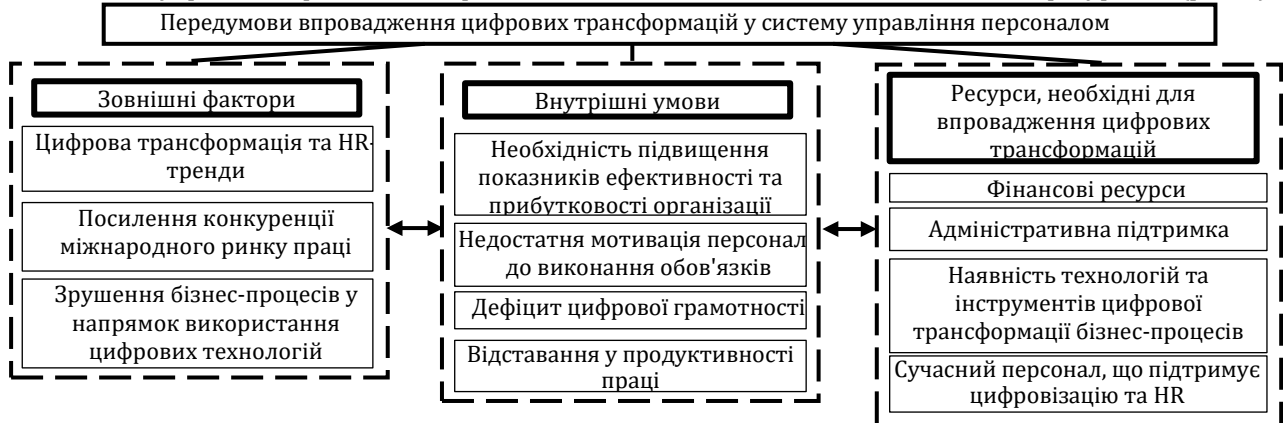 Передумови впровадження цифрових трансформацій у систему управління персоналом
Зовнішні фактори
Цифрова трансформація та HR-
тренди
Посилення конкуренції
міжнародного ринку праці
Зрушення бізнес-процесів у
напрямок використання
цифрових технологій
Внутрішні умови
Необхідність підвищення
показників ефективності та
прибутковості організації
Недостатня мотивація персонал
до виконання обов'язків
Дефіцит цифрової грамотності
Відставання у продуктивності
праці
Ресурси, необхідні для
впровадження цифрових
трансформацій
Фінансові ресурси
Адміністративна підтримка
Наявність технологій та
інструментів цифрової
трансформації бізнес-процесів
Сучасний персонал, що підтримує
цифровізацію та HR